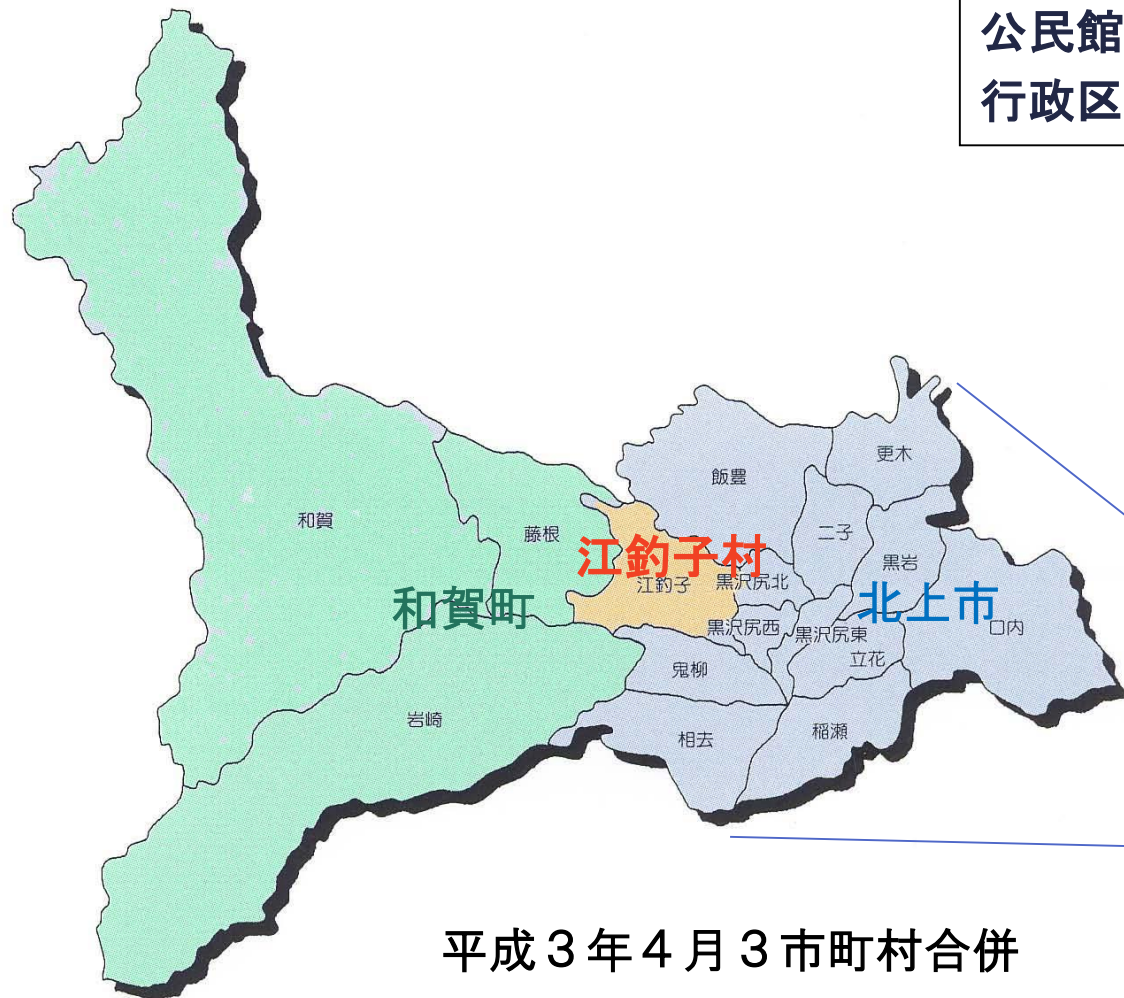 公民館
行政区
更木
飯豊
和賀
藤根
二子
江釣子村
黒岩
江釣子
黒沢尻北
和賀町
北上市
黒沢尻西
黒沢尻東
口内
立花
鬼柳
岩崎
相去
稲瀬
平成３年４月３市町村合併